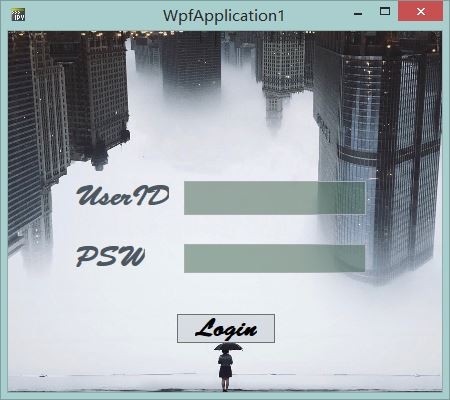 WpfApplication1
UserID
PSW
Login